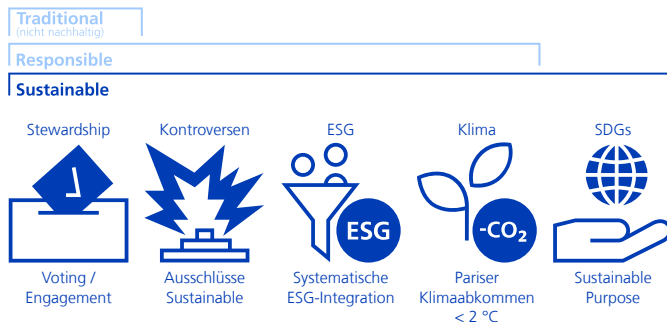 Traditional
(nicht nachhaltig)
Responsible
Sustainable
Stewardship
Kontroversen
ESG
Klima
SDGs
ESG
-CO₂
Voting /
Engagement
Ausschlüsse
Sustainable
Systematische
ESG-Integration
Pariser
Klimaabkommen
< 2 °C
Sustainable
Purpose